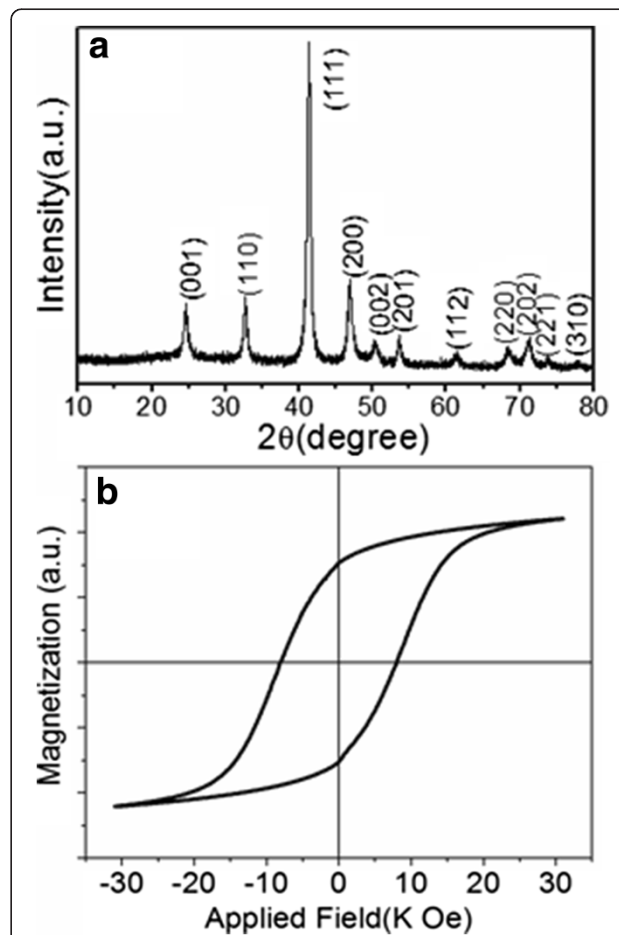 a
Intensity(a.u.)
(001)
(110)
(111)
(200)
(002)
(201)
(112)
(220)
(202)
(221)
(310)
10 20 30 40 50 60 70 80
2θ(degree)
b
Magnetization (a.u.)
-30 -20 -10 0 10 20 30
Applied Field(K Oe)